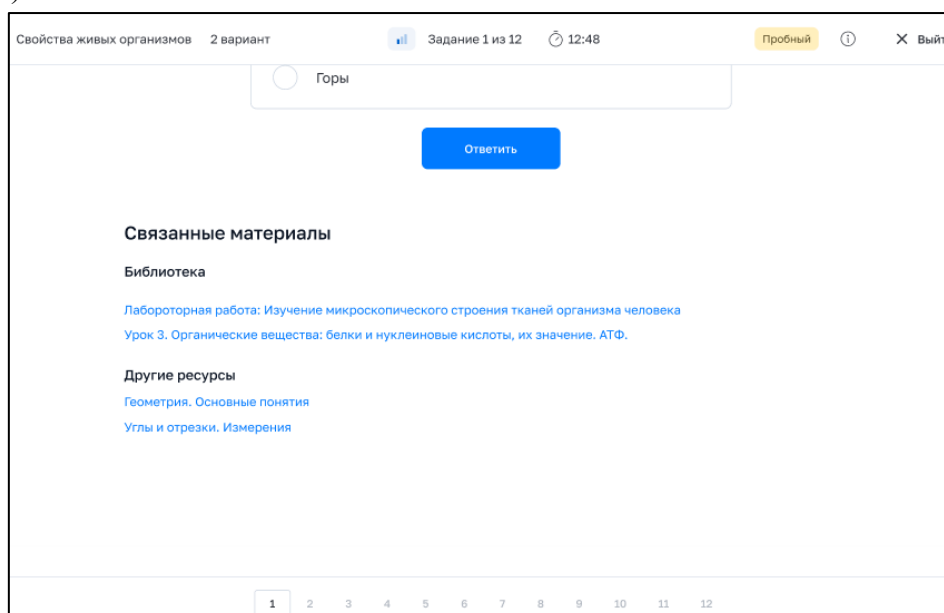 Свойства живых организмов 2 вариант Задание 1 из 12 12:48 Пробный Выйт
Горы
Ответить
Связанные материалы
Библиотека
Лабороторная работа: Изучение микроскопического строения тканей организма человека
Урок 3. Органические вещества: белки и нуклеиновые кислоты, их значение. АТФ.
Другие ресурсы
Геометрия. Основные понятия
Углы и отрезки. Измерения
1 2 3 4 5 6 7 8 9 10 11 12